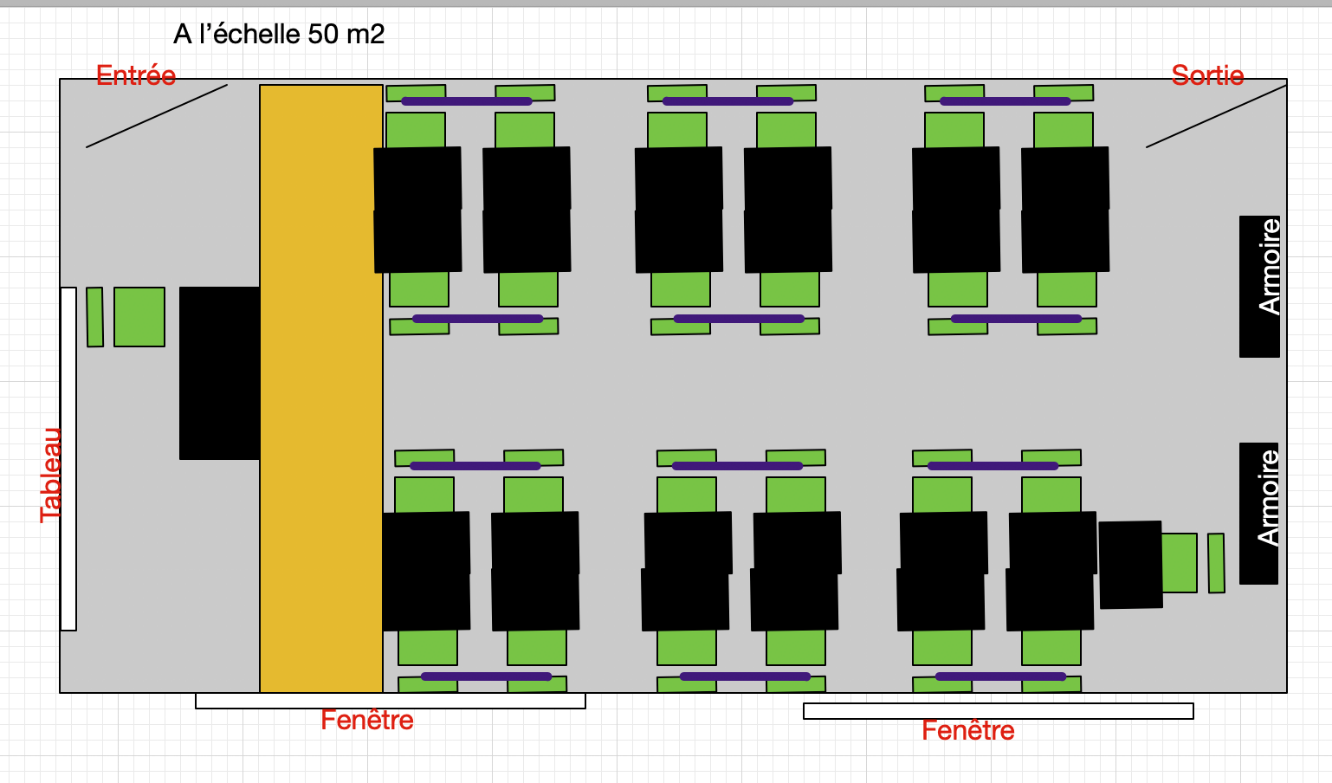 A l’échelle 50 m2
Entrée
Sortie
Armoire
Tableau
Armoire
Fenêtre
Fenêtre